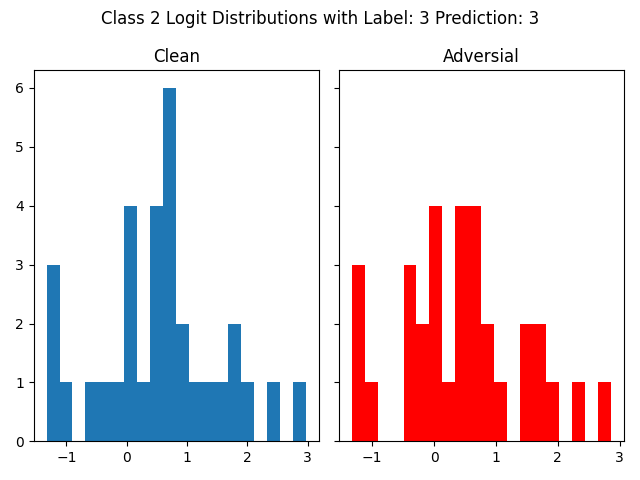 Class 2 Logit Distributions with Label: 3 Prediction: 3
Clean
Adversial
6
5
4
3
2
1
0
−1 0 1 2 3
−1 0 1 2 3